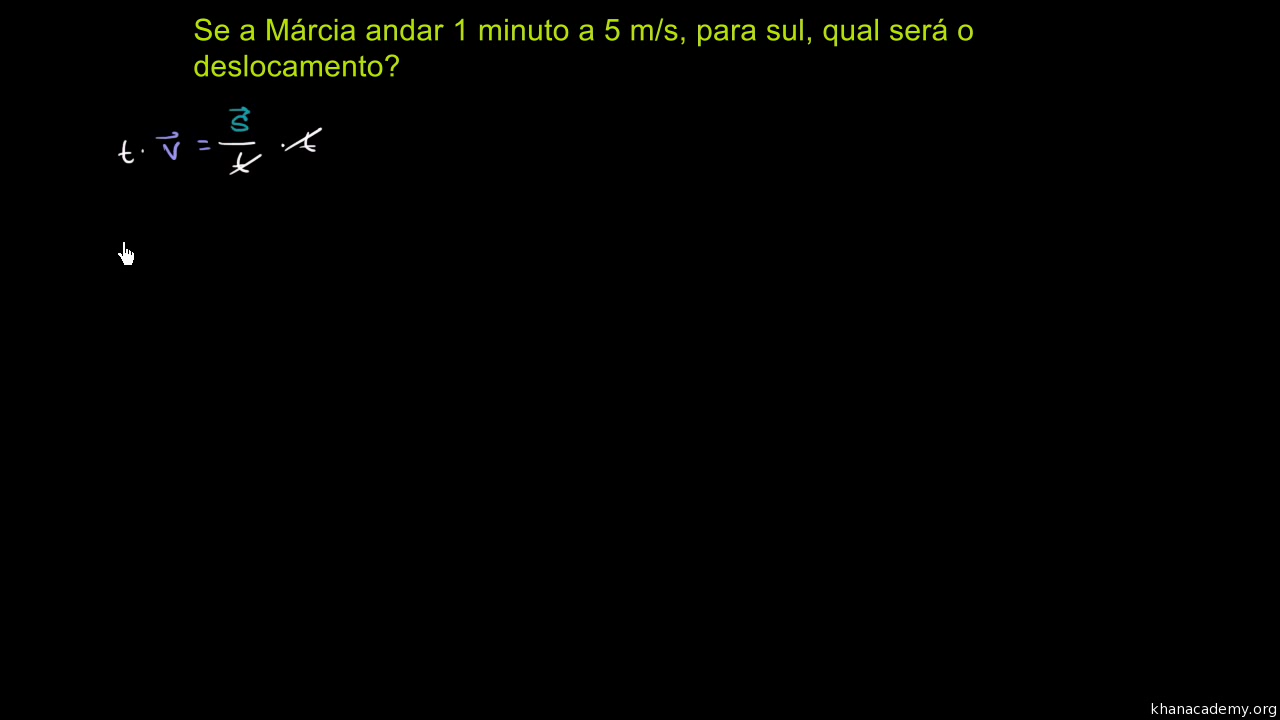 Se a Márcia andar 1 minuto a 5 m/s, para sul, qual será o
deslocamento?
t · v⃗ = s⃗ / t · t
khanacademy.org